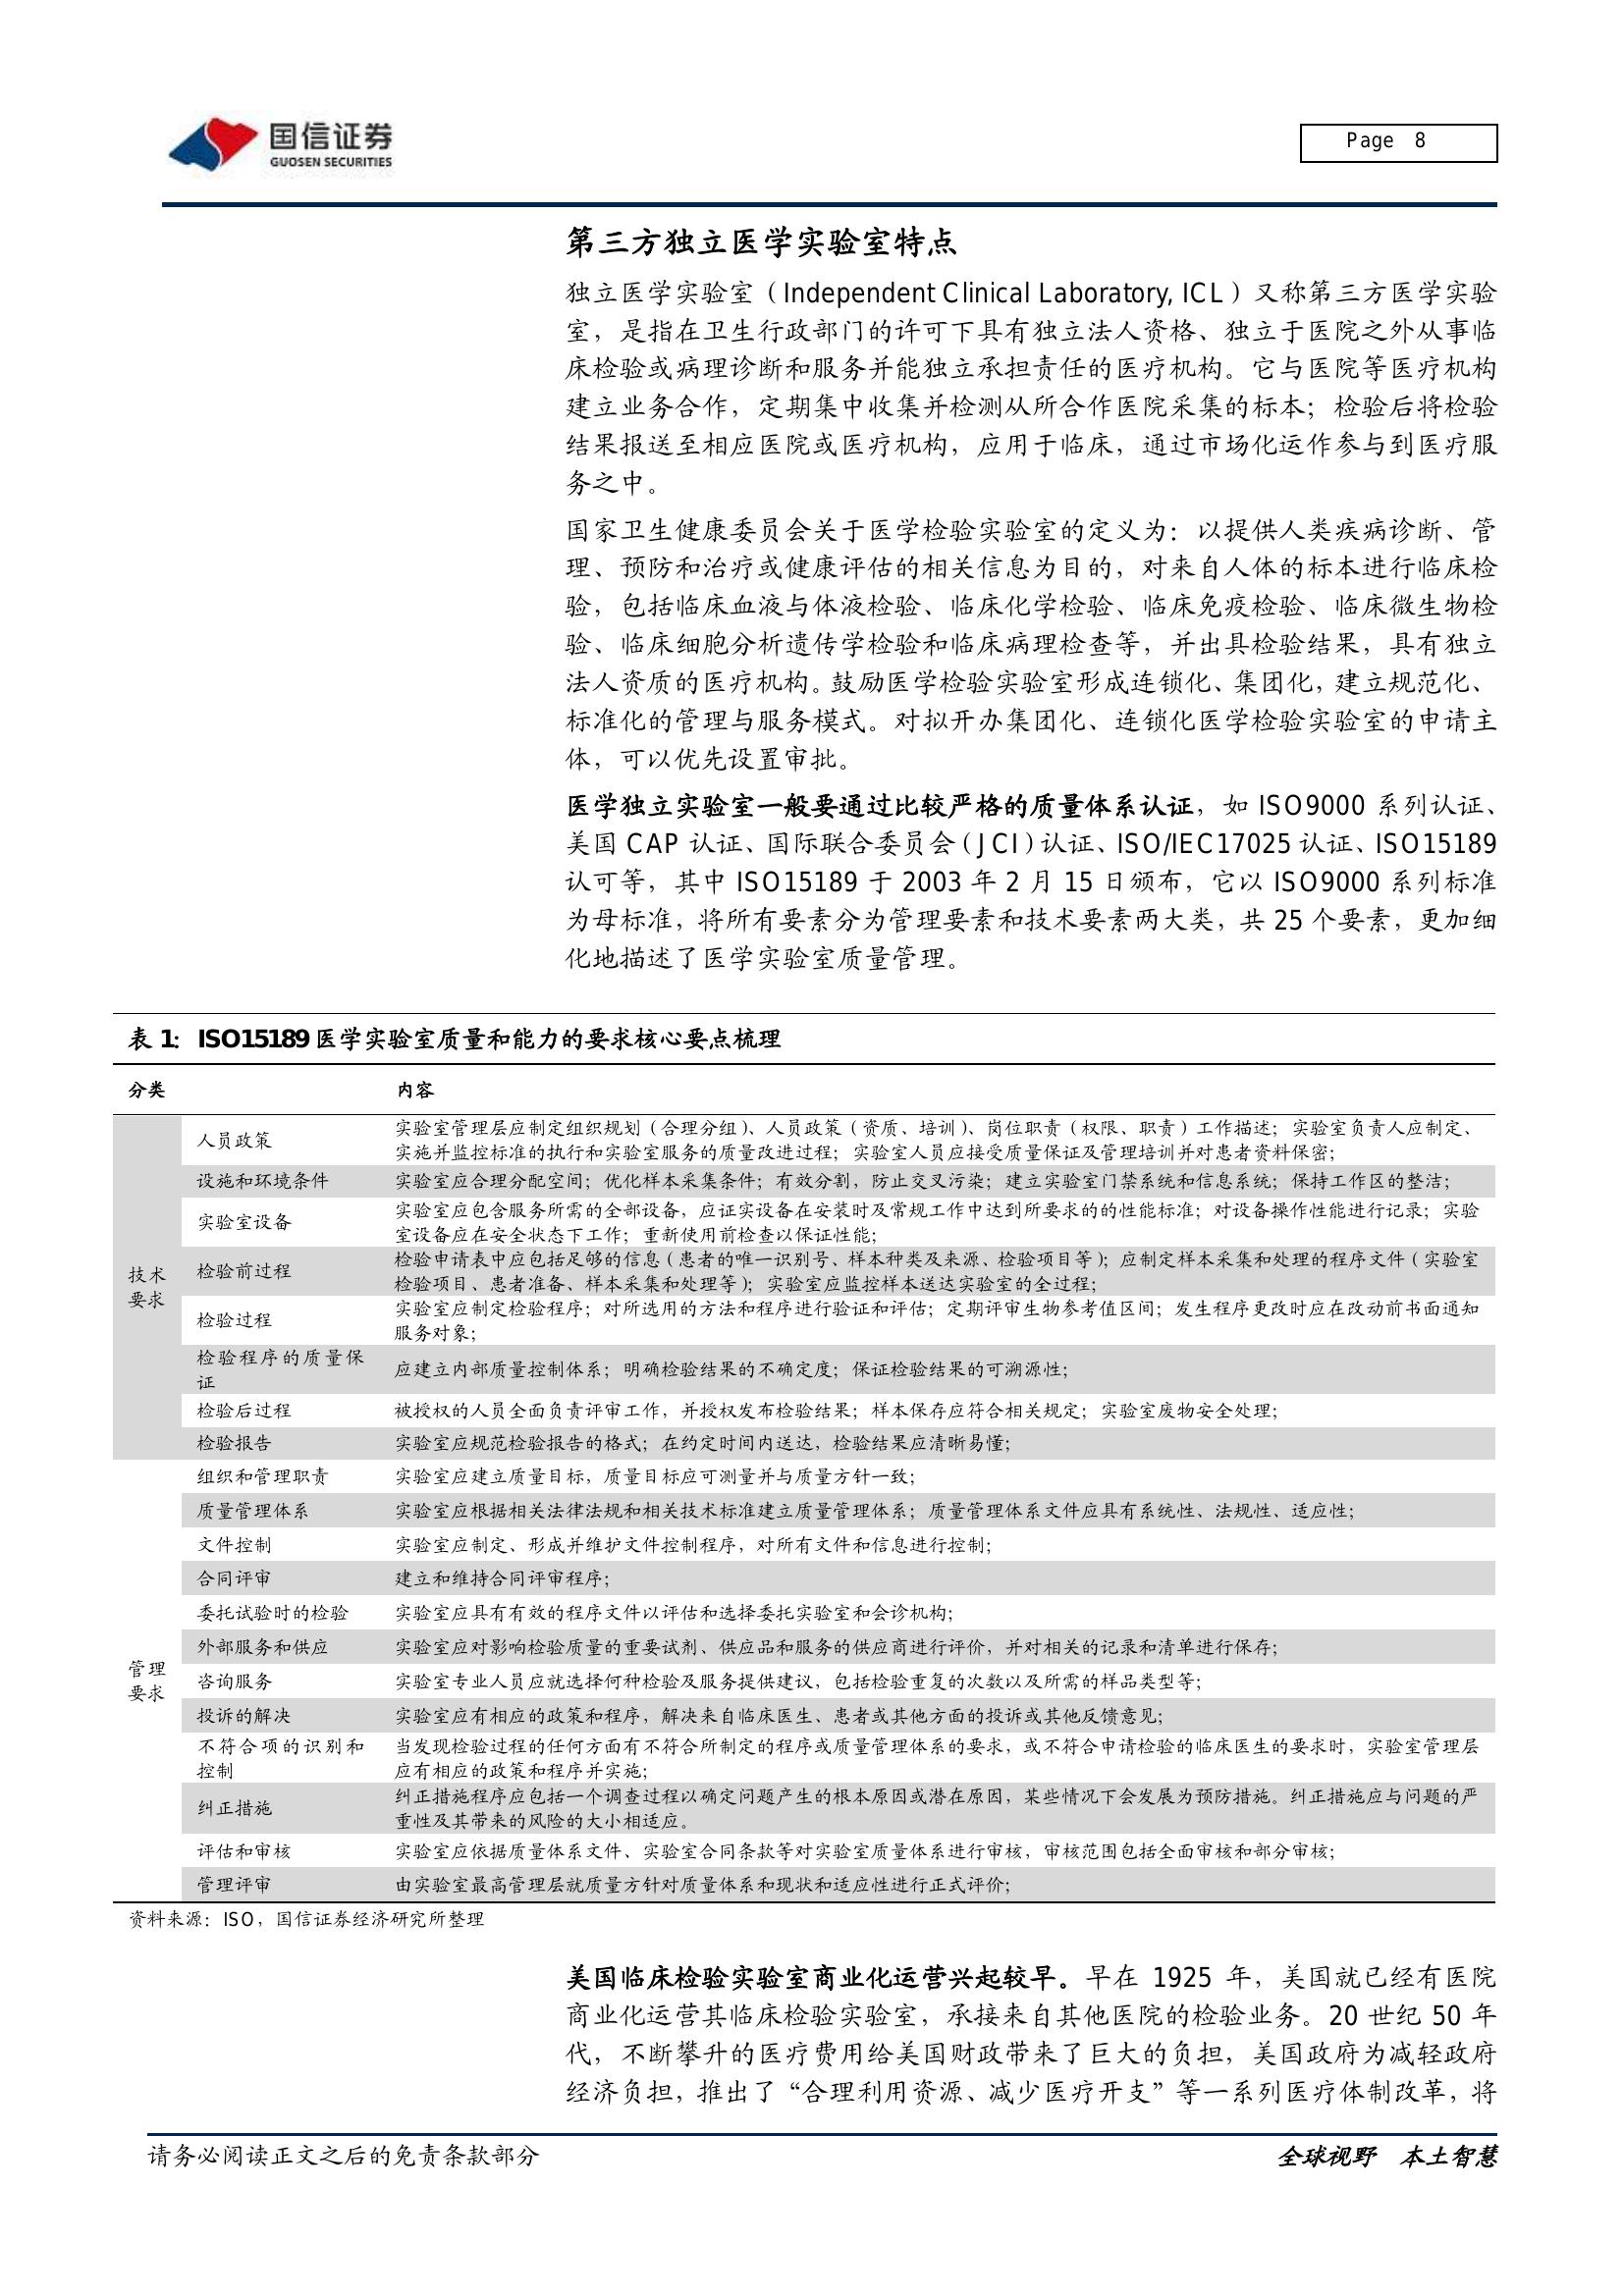 国信证券
GUOSEN SECURITIES
Page 8
第三方独立医学实验室特点
独立医学实验室（Independent Clinical Laboratory, ICL）又称第三方医学实验
室，是指在卫生行政部门的许可下具有独立法人资格、独立于医院之外从事临
床检验或病理诊断和服务并能独立承担责任的医疗机构。它与医院等医疗机构
建立业务合作，定期集中收集并检测从所合作医院采集的标本；检验后将检验
结果报送至相应医院或医疗机构，应用于临床，通过市场化运作参与到医疗服
务之中。
国家卫生健康委员会关于医学检验实验室的定义为：以提供人类疾病诊断、管
理、预防和治疗或健康评估的相关信息为目的，对来自人体的标本进行临床检
验，包括临床血液与体液检验、临床化学检验、临床免疫检验、临床微生物检
验、临床细胞分析遗传学检验和临床病理检查等，并出具检验结果，具有独立
法人资质的医疗机构。鼓励医学检验实验室形成连锁化、集团化，建立规范化、
标准化的管理与服务模式。对拟开办集团化、连锁化医学检验实验室的申请主
体，可以优先设置审批。
医学独立实验室一般要通过比较严格的质量体系认证，如 ISO9000 系列认证、
美国 CAP 认证、国际联合委员会（JCI）认证、ISO/IEC17025 认证、ISO15189
认可等，其中 ISO15189 于 2003 年 2 月 15 日颁布，它以 ISO9000 系列标准
为母标准，将所有要素分为管理要素和技术要素两大类，共 25 个要素，更加细
化地描述了医学实验室质量管理。
表 1： ISO15189 医学实验室质量和能力的要求核心要点梳理
分类 内容
技术
要求
人员政策
实验室管理层应制定组织规划（合理分组）、人员政策（资质、培训）、岗位职责（权限、职责）工作描述；实验室负责人应制定、
实施并监控标准的执行和实验室服务的质量改进过程；实验室人员应接受质量保证及管理培训并对患者资料保密；
设施和环境条件 实验室应合理分配空间；优化样本采集条件；有效分割，防止交叉污染；建立实验室门禁系统和信息系统；保持工作区的整洁；
实验室设备
实验室应包含服务所需的全部设备，应证实设备在安装时及常规工作中达到所要求的的性能标准；对设备操作性能进行记录；实验
室设备应在安全状态下工作；重新使用前检查以保证性能；
检验前过程
检验申请表中应包括足够的信息（患者的唯一识别号、样本种类及来源、检验项目等）；应制定样本采集和处理的程序文件（实验室
检验项目、患者准备、样本采集和处理等）；实验室应监控样本送达实验室的全过程；
检验过程
实验室应制定检验程序；对所选用的方法和程序进行验证和评估；定期评审生物参考值区间；发生程序更改时应在改动前书面通知
服务对象；
检验程序的质量保
证
应建立内部质量控制体系；明确检验结果的不确定度；保证检验结果的可溯源性；
检验后过程 被授权的人员全面负责评审工作，并授权发布检验结果；样本保存应符合相关规定；实验室废物安全处理；
检验报告 实验室应规范检验报告的格式；在约定时间内送达，检验结果应清晰易懂；
管理
要求
组织和管理职责 实验室应建立质量目标，质量目标应可测量并与质量方针一致；
质量管理体系 实验室应根据相关法律法规和相关技术标准建立质量管理体系；质量管理体系文件应具有系统性、法规性、适应性；
文件控制 实验室应制定、形成并维护文件控制程序，对所有文件和信息进行控制；
合同评审 建立和维持合同评审程序；
委托试验时的检验 实验室应具有有效的程序文件以评估和选择委托实验室和会诊机构；
外部服务和供应 实验室应对影响检验质量的重要试剂、供应品和服务的供应商进行评价，并对相关的记录和清单进行保存；
咨询服务 实验室专业人员应就选择何种检验及服务提供建议，包括检验重复的次数以及所需的样品类型等；
投诉的解决 实验室应有相应的政策和程序，解决来自临床医生、患者或其他方面的投诉或其他反馈意见；
不符合项的识别和
控制
当发现检验过程的任何方面有不符合所制定的程序或质量管理体系的要求，或不符合申请检验的临床医生的要求时，实验室管理层
应有相应的政策和程序并实施；
纠正措施
纠正措施程序应包括一个调查过程以确定问题产生的根本原因或潜在原因，某些情况下会发展为预防措施。纠正措施应与问题的严
重性及其带来的风险的大小相适应。
评估和审核 实验室应依据质量体系文件、实验室合同条款等对实验室质量体系进行审核，审核范围包括全面审核和部分审核；
管理评审 由实验室最高管理层就质量方针对质量体系和现状和适应性进行正式评价；
资料来源：ISO，国信证券经济研究所整理
美国临床检验实验室商业化运营兴起较早。早在 1925 年，美国就已经有医院
商业化运营其临床检验实验室，承接来自其他医院的检验业务。20 世纪 50 年
代，不断攀升的医疗费用给美国财政带来了巨大的负担，美国政府为减轻政府
经济负担，推出了“合理利用资源、减少医疗开支”等一系列医疗体制改革，将
请务必阅读正文之后的免责条款部分
全球视野 本土智慧